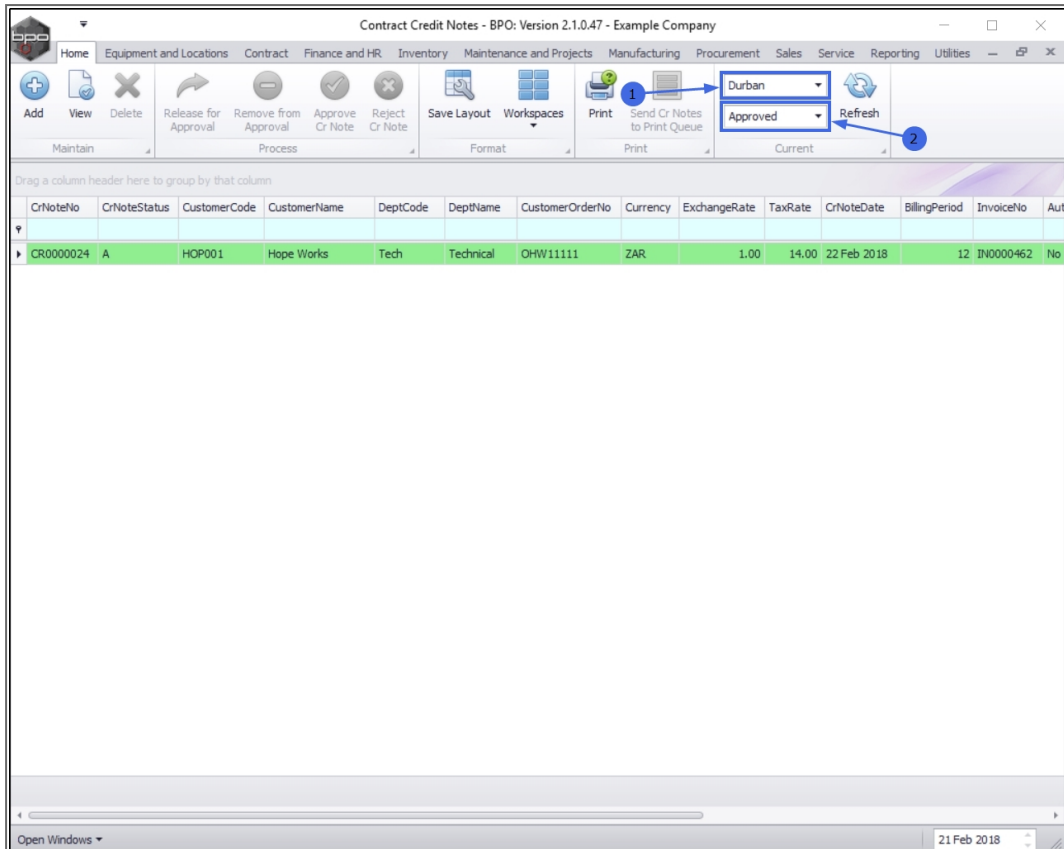 bpo
Contract Credit Notes - BPO: Version 2.1.0.47 - Example Company
Home Equipment and Locations Contract Finance and HR Inventory Maintenance and Projects Manufacturing Procurement Sales Service Reporting Utilities
Add View Delete Release for Approval Remove from Approval Approve Cr Note Reject Cr Note Save Layout Workspaces Print Send Cr Notes to Print Queue Durban Approved Refresh
1
2
Maintain Process Format Print Current
Drag a column header here to group by that column
CrNoteNo CrNoteStatus CustomerCode CustomerName DeptCode DeptName CustomerOrderNo Currency ExchangeRate TaxRate CrNoteDate BillingPeriod InvoiceNo Aut
CR0000024 A HOP001 Hope Works Tech Technical OHW11111 ZAR 1.00 14.00 22 Feb 2018 12 IN0000462 No
Open Windows 21 Feb 2018